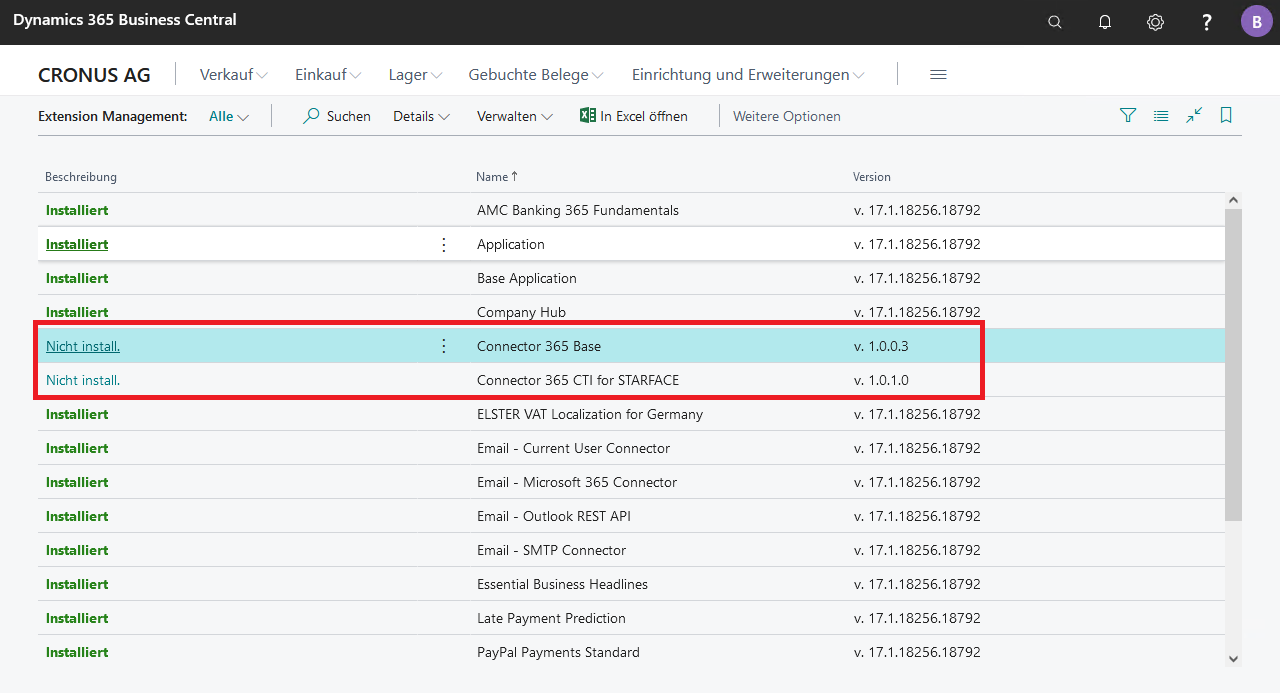 Dynamics 365 Business Central
B
CRONUS AG Verkauf Einkauf Lager Gebuchte Belege Einrichtung und Erweiterungen
Extension Management: Alle Suchen Details Verwalten In Excel öffnen Weitere Optionen
Beschreibung Name ↑ Version
Installiert AMC Banking 365 Fundamentals v. 17.1.18256.18792
Installiert Application v. 17.1.18256.18792
Installiert Base Application v. 17.1.18256.18792
Installiert Company Hub v. 17.1.18256.18792
Nicht install. Connector 365 Base v. 1.0.0.3
Nicht install. Connector 365 CTI for STARFACE v. 1.0.1.0
Installiert ELSTER VAT Localization for Germany v. 17.1.18256.18792
Installiert Email - Current User Connector v. 17.1.18256.18792
Installiert Email - Microsoft 365 Connector v. 17.1.18256.18792
Installiert Email - Outlook REST API v. 17.1.18256.18792
Installiert Email - SMTP Connector v. 17.1.18256.18792
Installiert Essential Business Headlines v. 17.1.18256.18792
Installiert Late Payment Prediction v. 17.1.18256.18792
Installiert PayPal Payments Standard v. 17.1.18256.18792